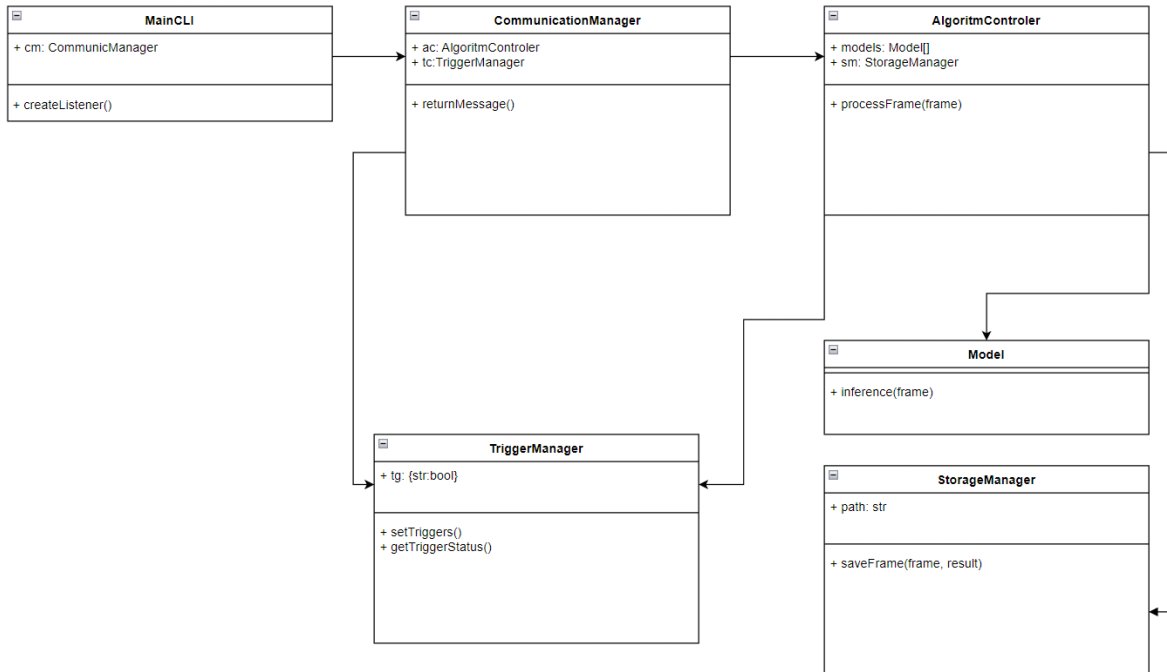 MainCLI
+ cm: CommunicManager
+ createListener()
CommunicationManager
+ ac: AlgoritmControler
+ tc:TriggerManager
+ returnMessage()
AlgoritmControler
+ models: Model[]
+ sm: StorageManager
+ processFrame(frame)
Model
+ inference(frame)
TriggerManager
+ tg: {str:bool}
+ setTriggers()
+ getTriggerStatus()
StorageManager
+ path: str
+ saveFrame(frame, result)